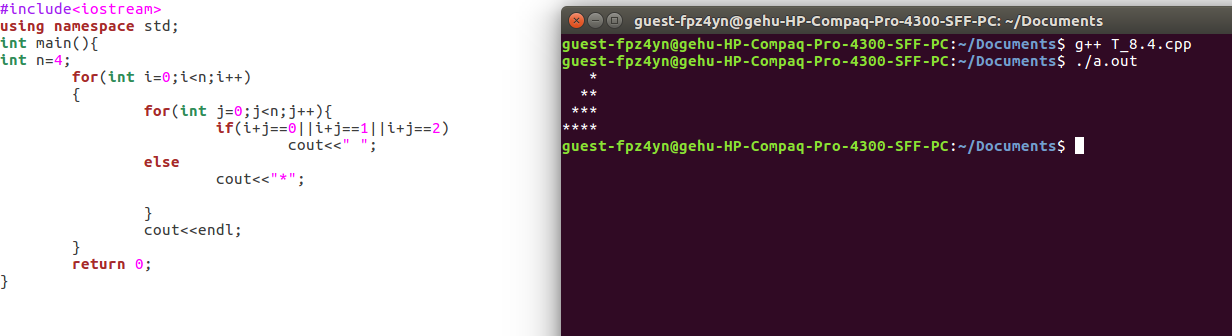 #include<iostream>
using namespace std;
int main(){
int n=4;
        for(int i=0;i<n;i++)
        {
                for(int j=0;j<n;j++){
                        if(i+j==0||i+j==1||i+j==2)
                                cout<<" ";
                else
                        cout<<"*";

                }
                cout<<endl;
        }
        return 0;
}
guest-fpz4yn@gehu-HP-Compaq-Pro-4300-SFF-PC: ~/Documents
guest-fpz4yn@gehu-HP-Compaq-Pro-4300-SFF-PC:~/Documents$ g++ T_8.4.cpp
guest-fpz4yn@gehu-HP-Compaq-Pro-4300-SFF-PC:~/Documents$ ./a.out
   *
  **
 ***
****
guest-fpz4yn@gehu-HP-Compaq-Pro-4300-SFF-PC:~/Documents$